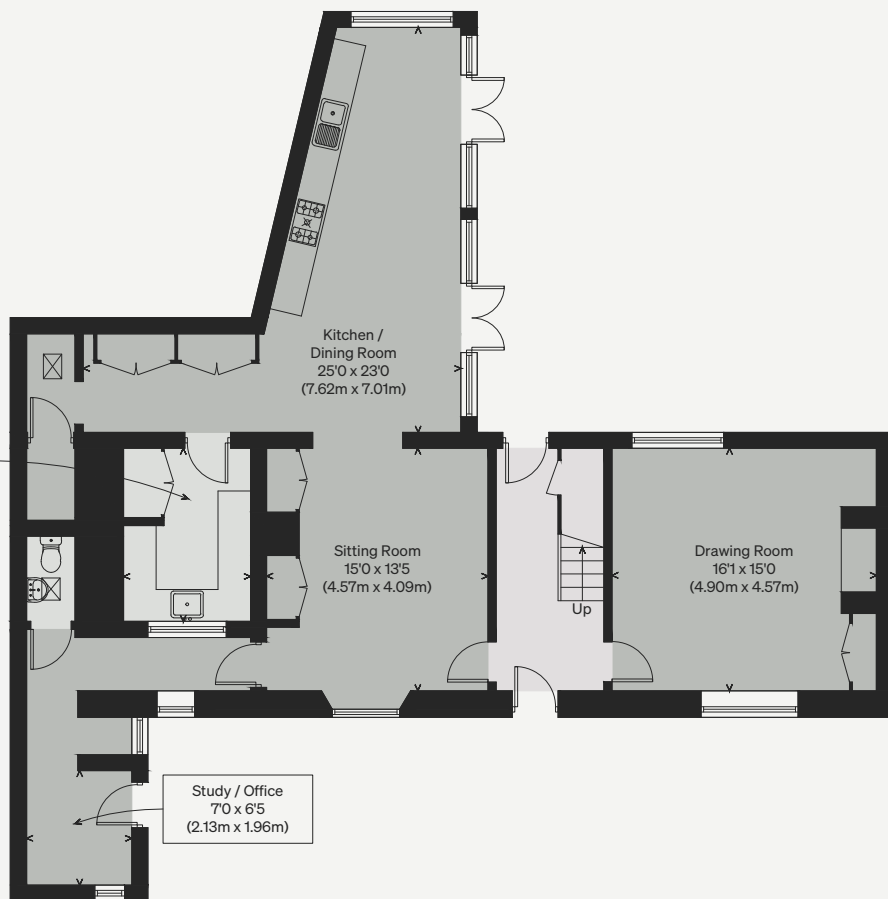 Kitchen /
Dining Room
25'0 x 23'0
(7.62m x 7.01m)
Sitting Room
15'0 x 13'5
(4.57m x 4.09m)
Drawing Room
16'1 x 15'0
(4.90m x 4.57m)
Up
Study / Office
7'0 x 6'5
(2.13m x 1.96m)